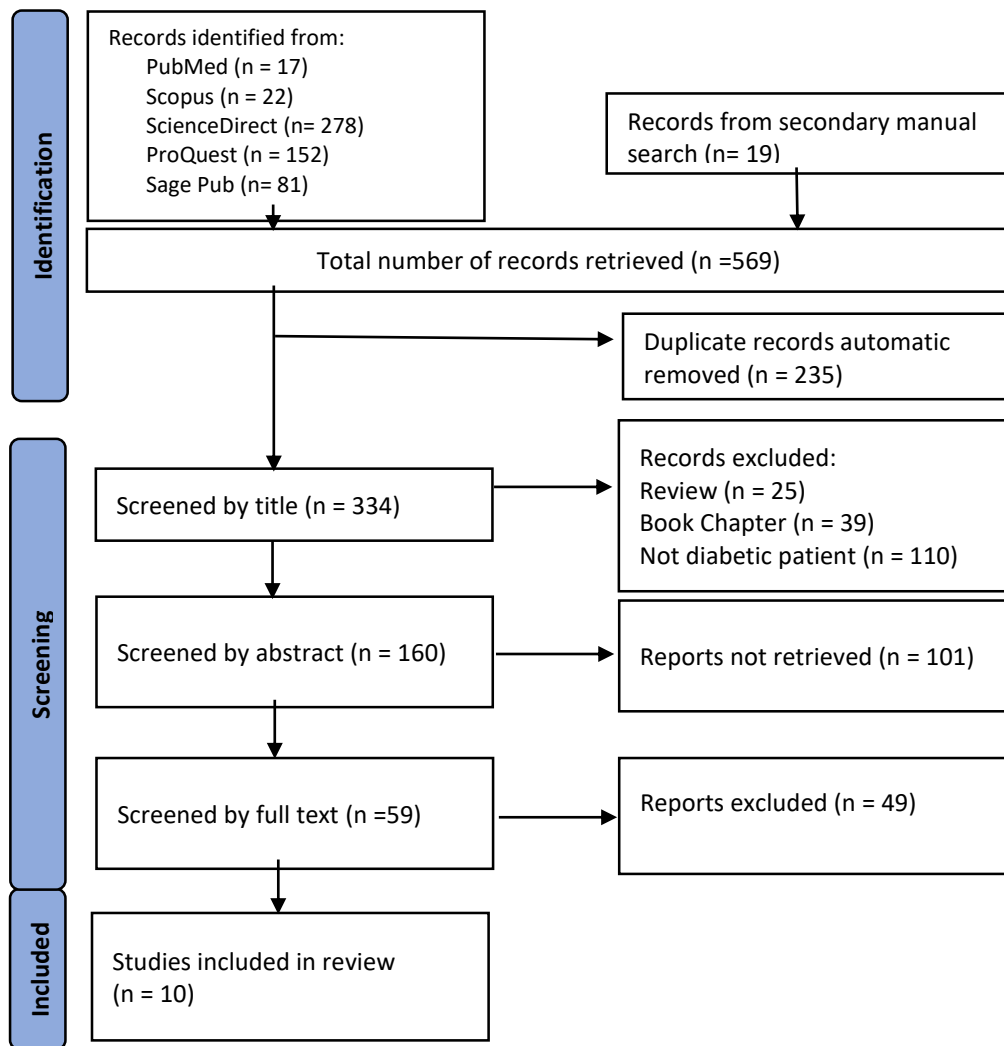 Identification
Records identified from:
PubMed (n = 17)
Scopus (n = 22)
ScienceDirect (n= 278)
ProQuest (n = 152)
Sage Pub (n= 81)
Records from secondary manual
search (n= 19)
Total number of records retrieved (n =569)
Duplicate records automatic
removed (n = 235)
Screening
Screened by title (n = 334)
Records excluded:
Review (n = 25)
Book Chapter (n = 39)
Not diabetic patient (n = 110)
Screened by abstract (n = 160)
Reports not retrieved (n = 101)
Screened by full text (n =59)
Reports excluded (n = 49)
Included
Studies included in review
(n = 10)